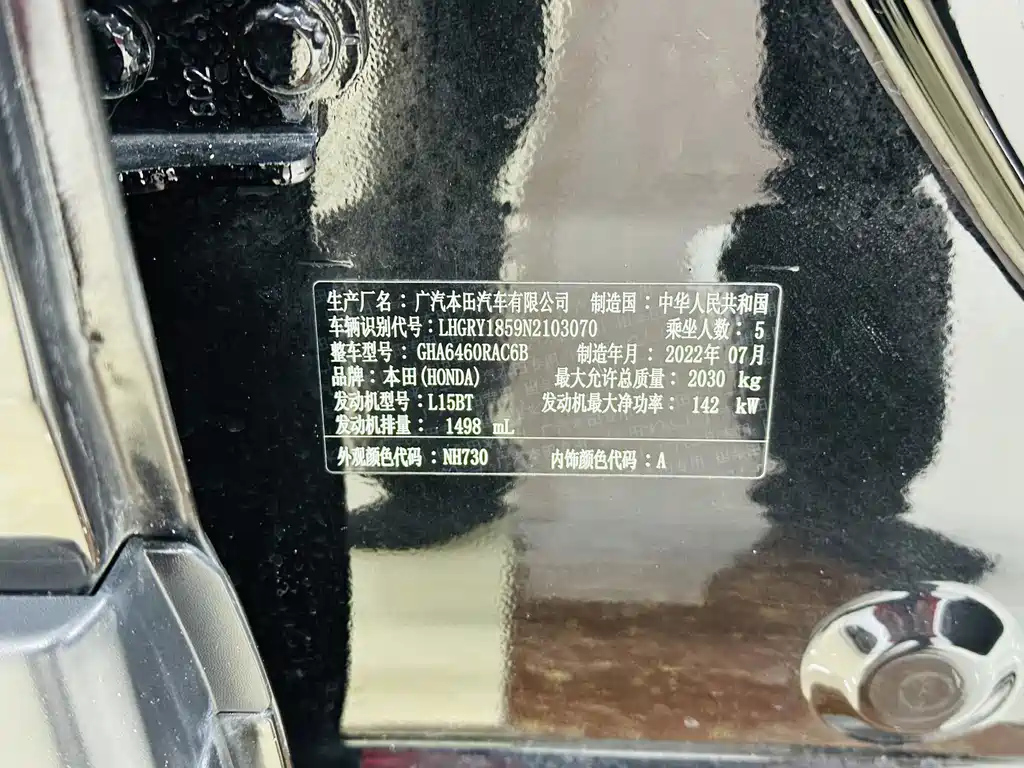 GC2
生产厂名：广汽本田汽车有限公司 制造国：中华人民共和国
车辆识别代号：LHGRY1859N2103070 乘坐人数：5
整车型号：GHA6460RAC6B 制造年月：2022年07月
品牌：本田(HONDA) 最大允许总质量：2030 kg
发动机型号：L15BT 发动机最大净功率：142 kW
发动机排量：1498 mL
外观颜色代码：NH730 内饰颜色代码：A